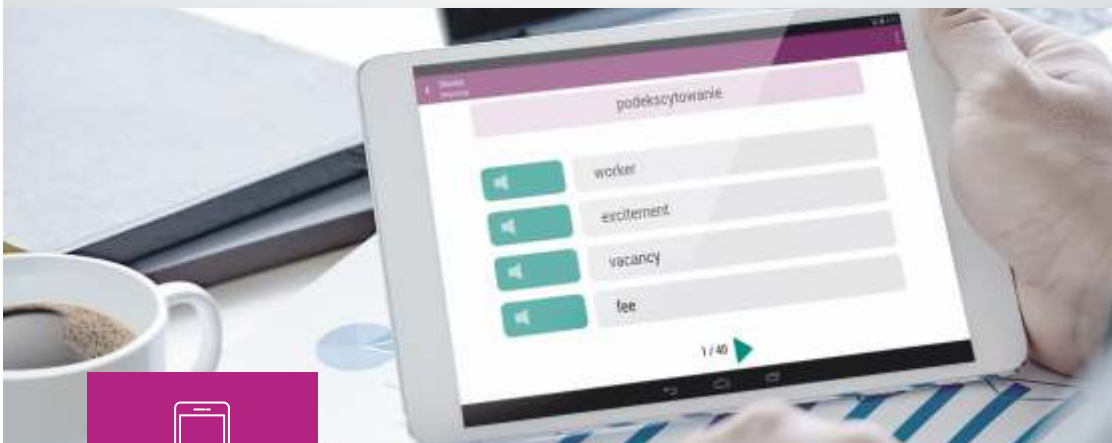 podekscytowanie
worker
excitement
vacancy
fee
1 / 40